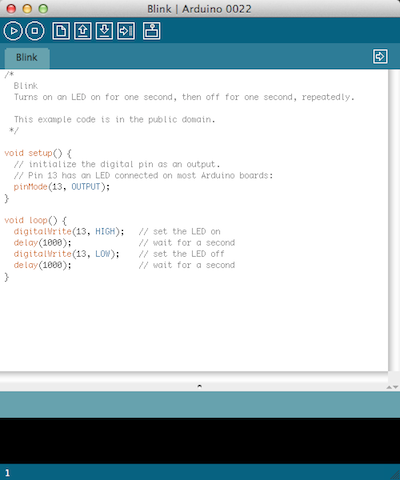 Blink | Arduino 0022
Blink
/*
  Blink
  Turns on an LED on for one second, then off for one second, repeatedly.

  This example code is in the public domain.
 */

void setup() {
  // initialize the digital pin as an output.
  // Pin 13 has an LED connected on most Arduino boards:
  pinMode(13, OUTPUT);
}

void loop() {
  digitalWrite(13, HIGH);   // set the LED on
  delay(1000);              // wait for a second
  digitalWrite(13, LOW);    // set the LED off
  delay(1000);              // wait for a second
}
1